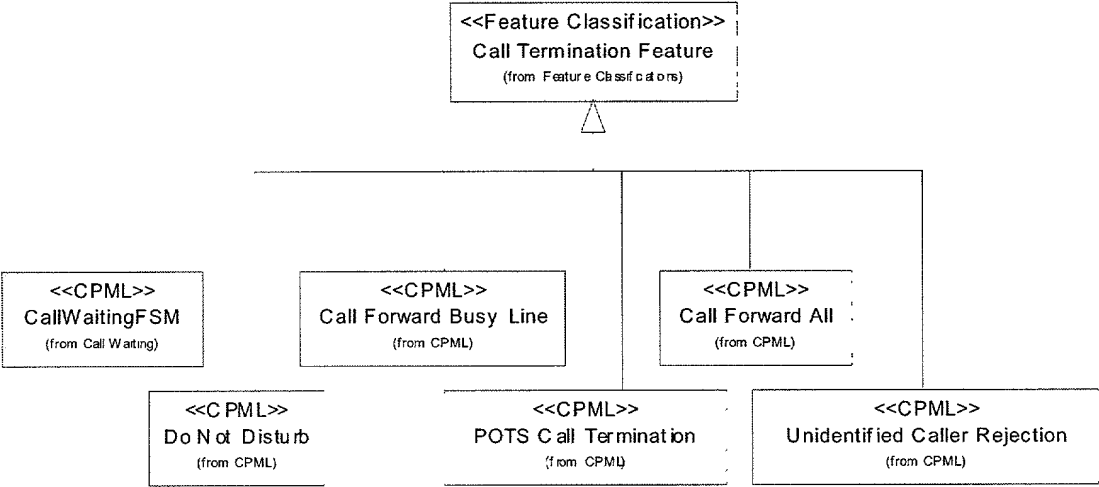 <<Feature Classification>>
Call Termination Feature
(from Feature Classificators)
<<CPML>>
CallWaitingFSM
(from Call Waiting)
<<CPML>>
Call Forward Busy Line
(from CPML)
<<CPML>>
Call Forward All
(from CPML)
<<CPML>>
Do Not Disturb
(from CPML)
<<CPML>>
POTS Call Termination
(from CPML)
<<CPML>>
Unidentified Caller Rejection
(from CPML)